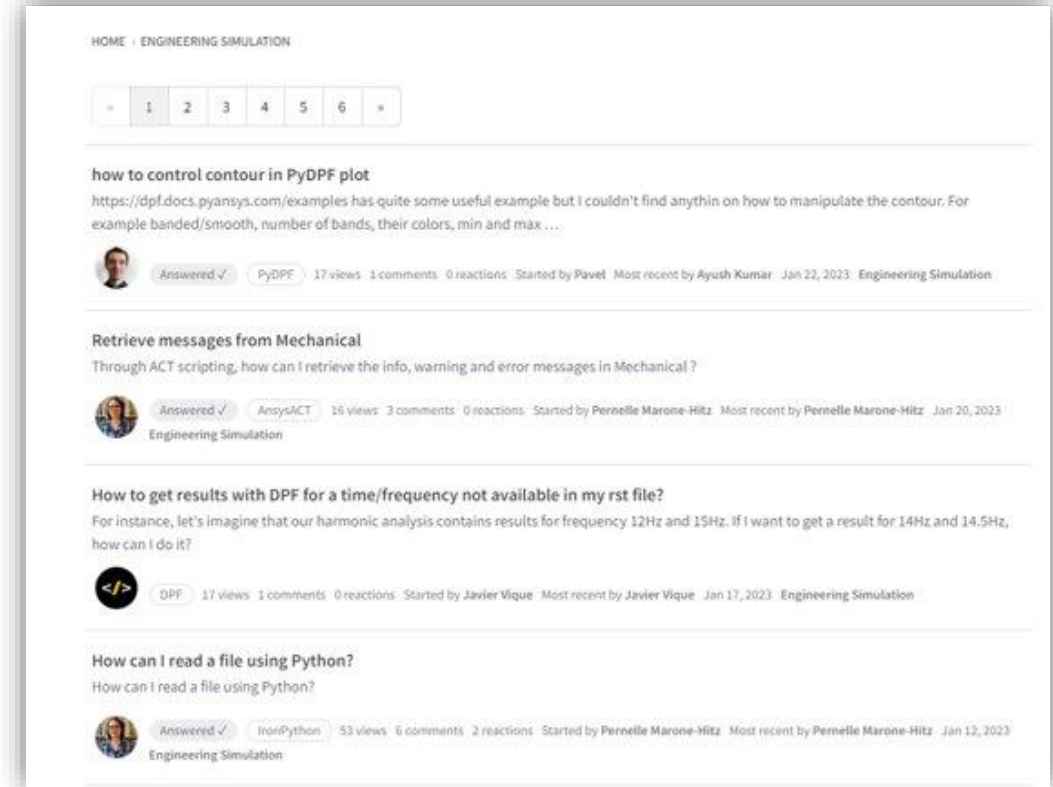 HOME › ENGINEERING SIMULATION
« 1 2 3 4 5 6 »
how to control contour in PyDPF plot
https://dpf.docs.pyansys.com/examples has quite some useful example but I couldn't find anythin on how to manipulate the contour. For
example banded/smooth, number of bands, their colors, min and max …
Answered ✓ PyDPF 17 views 1 comments 0 reactions Started by Pavel Most recent by Ayush Kumar Jan 22, 2023 Engineering Simulation
Retrieve messages from Mechanical
Through ACT scripting, how can I retrieve the info, warning and error messages in Mechanical ?
Answered ✓ AnsysACT 16 views 3 comments 0 reactions Started by Pernelle Marone-Hitz Most recent by Pernelle Marone-Hitz Jan 20, 2023
Engineering Simulation
How to get results with DPF for a time/frequency not available in my rst file?
For instance, let's imagine that our harmonic analysis contains results for frequency 12Hz and 15Hz. If I want to get a result for 14Hz and 14.5Hz,
how can I do it?
</> DPF 17 views 1 comments 0 reactions Started by Javier Vique Most recent by Javier Vique Jan 17, 2023 Engineering Simulation
How can I read a file using Python?
How can I read a file using Python?
Answered ✓ IronPython 53 views 6 comments 2 reactions Started by Pernelle Marone-Hitz Most recent by Pernelle Marone-Hitz Jan 12, 2023
Engineering Simulation